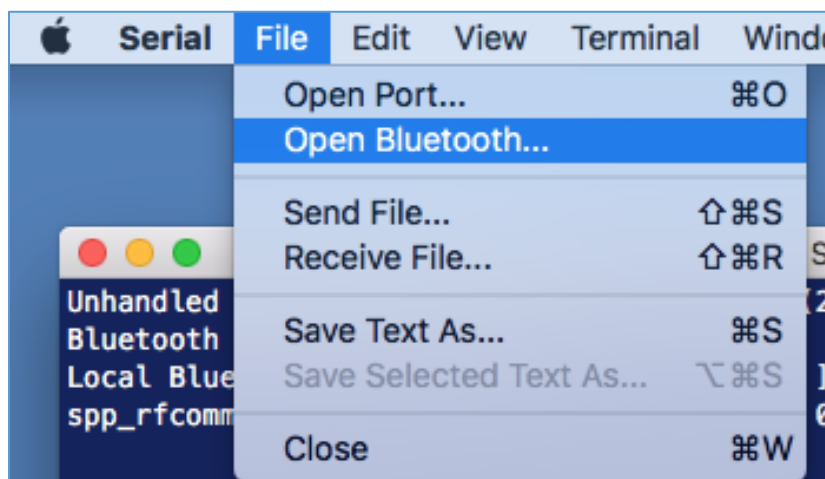 Serial File Edit View Terminal
Open Port... ⌘O
Open Bluetooth...
Send File... ⇧⌘S
Receive File... ⇧⌘R
Save Text As... ⌘S
Save Selected Text As... ⌥⌘S
Close ⌘W
Unhandled
Bluetooth
Local Blue
spp_rfcomm